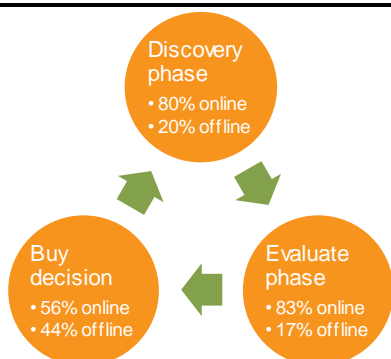 Discovery
phase
• 80% online
• 20% offline
Evaluate
phase
• 83% online
• 17% offline
Buy
decision
• 56% online
• 44% offline